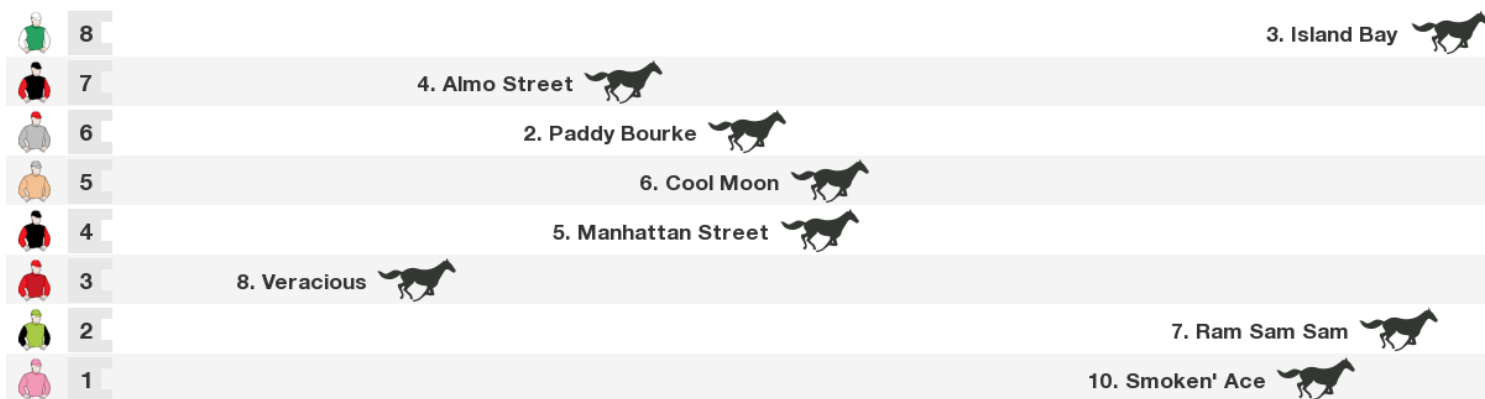 8 3. Island Bay
7 4. Almo Street
6 2. Paddy Bourke
5 6. Cool Moon
4 5. Manhattan Street
3 8. Veracious
2 7. Ram Sam Sam
1 10. Smoken' Ace